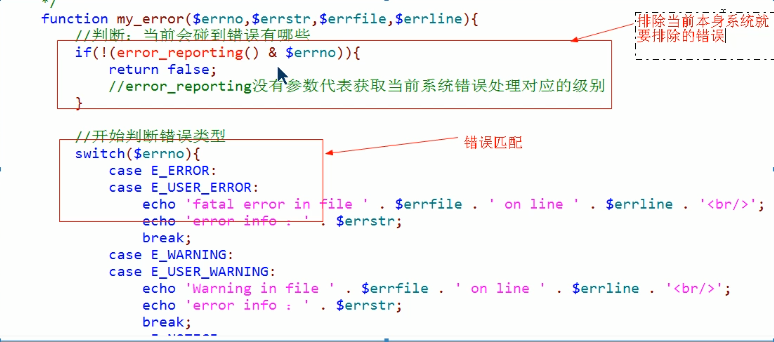 */
function my_error($errno,$errstr,$errfile,$errline){
//判断：当前会碰到错误有哪些
if(!(error_reporting() & $errno)){
return false;
//error_reporting没有参数代表获取当前系统错误处理对应的级别
}
排除当前本身系统就
要排除的错误
//开始判断错误类型
错误匹配
switch($errno){
case E_ERROR:
case E_USER_ERROR:
echo 'fatal error in file ' . $errfile . ' on line ' . $errline . '<br/>';
echo 'error info : ' . $errstr;
break;
case E_WARNING:
case E_USER_WARNING:
echo 'Warning in file ' . $errfile . ' on line ' . $errline . '<br/>';
echo 'error info : ' . $errstr;
break;